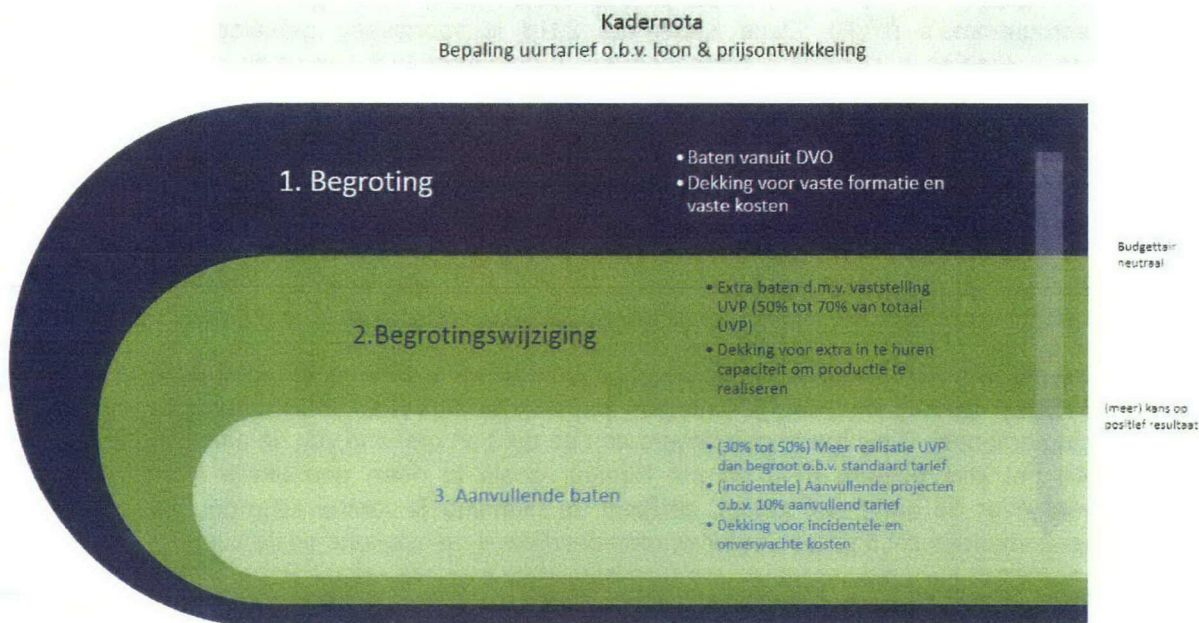 Kadernota
Bepaling uurtarief o.b.v. loon & prijsontwikkeling
1. Begroting
• Baten vanuit DVO
• Dekking voor vaste formatie en
vaste kosten
Budgettair
neutraal
2.Begrotingswijziging
• Extra baten d.m.v. vaststelling
UVP (50% tot 70% van totaal
UVP)
• Dekking voor extra in te huren
capaciteit om productie te
realiseren
(meer) kans op
positief resultaat
3. Aanvullende baten
• (30% tot 50%) Meer realisatie UVP
dan begroot o.b.v. standaard tarief
• (incidentele) Aanvullende projecten
o.b.v. 10% aanvullend tarief
• Dekking voor incidentele en
onverwachte kosten